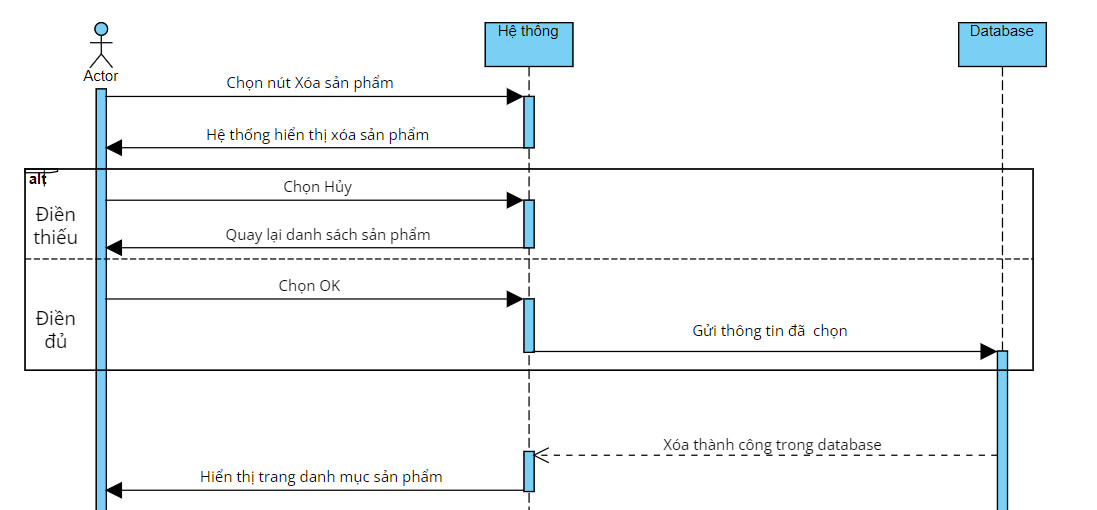 Hệ thông
Database
Actor
Chọn nút Xóa sản phẩm
Hệ thống hiển thị xóa sản phẩm
alt
Chọn Hủy
Điền
thiếu
Quay lại danh sách sản phẩm
Chọn OK
Điền
đủ
Gửi thông tin đã chọn
Xóa thành công trong database
Hiển thị trang danh mục sản phẩm